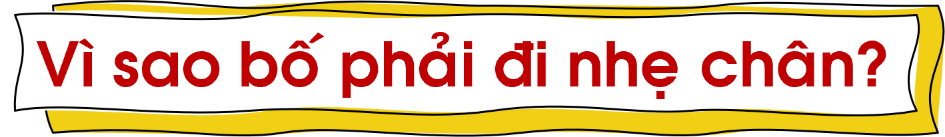 Vì sao bố phải đi nhẹ chân?